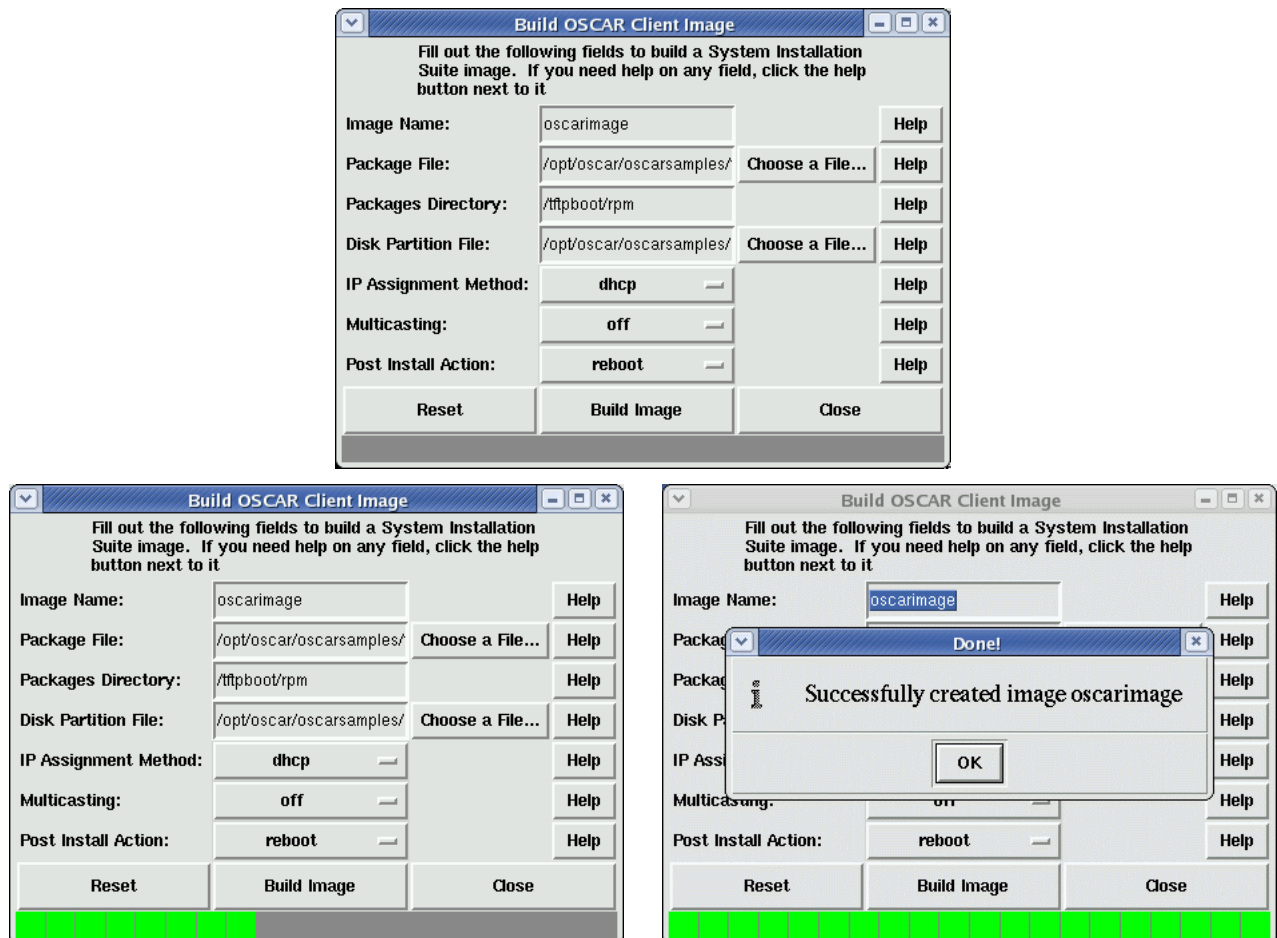 Build OSCAR Client Image
Fill out the following fields to build a System Installation
Suite image. If you need help on any field, click the help
button next to it
Image Name: oscarimage Help
Package File: /opt/oscar/oscarsamples/ Choose a File... Help
Packages Directory: /tftpboot/rpm Help
Disk Partition File: /opt/oscar/oscarsamples/ Choose a File... Help
IP Assignment Method: dhcp Help
Multicasting: off Help
Post Install Action: reboot Help
Reset Build Image Close
Build OSCAR Client Image
Fill out the following fields to build a System Installation
Suite image. If you need help on any field, click the help
button next to it
Image Name: oscarimage Help
Package File: /opt/oscar/oscarsamples/ Choose a File... Help
Packages Directory: /tftpboot/rpm Help
Disk Partition File: /opt/oscar/oscarsamples/ Choose a File... Help
IP Assignment Method: dhcp Help
Multicasting: off Help
Post Install Action: reboot Help
Reset Build Image Close
Build OSCAR Client Image
Fill out the following fields to build a System Installation
Suite image. If you need help on any field, click the help
button next to it
Image Name: oscarimage Help
Packag Help
Done!
Successfully created image oscarimage
OK
Packag Help
Disk P Help
IP Assi Help
Multicasting: off Help
Post Install Action: reboot Help
Reset Build Image Close